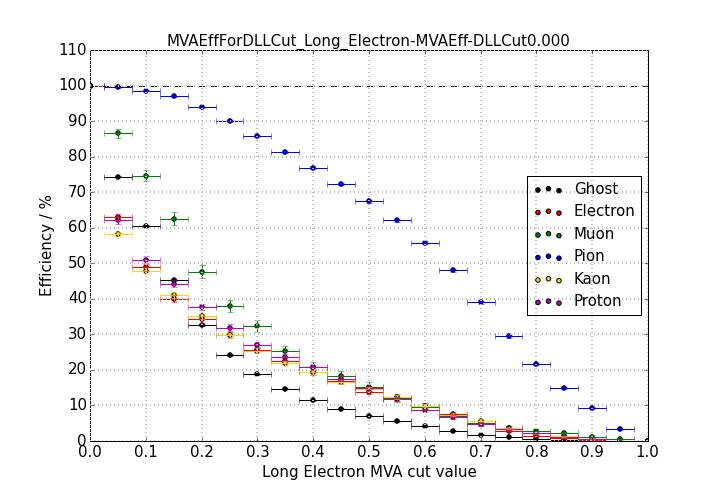 MVAEffForDLLCut_Long_Electron-MVAEff-DLLCut0.000
110
100
90
80
70
60
50
40
30
20
10
0
Efficiency / %
Ghost
Electron
Muon
Pion
Kaon
Proton
0.0 0.1 0.2 0.3 0.4 0.5 0.6 0.7 0.8 0.9 1.0
Long Electron MVA cut value